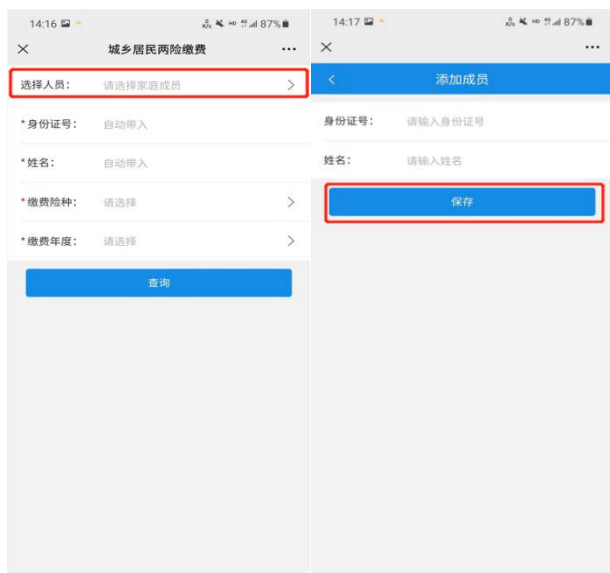 14:16
87%
城乡居民两险缴费
选择人员： 请选择家庭成员
*身份证号： 自动带入
*姓名： 自动带入
*缴费险种： 请选择
*缴费年度： 请选择
查询
14:17
87%
添加成员
身份证号： 请输入身份证号
姓名： 请输入姓名
保存